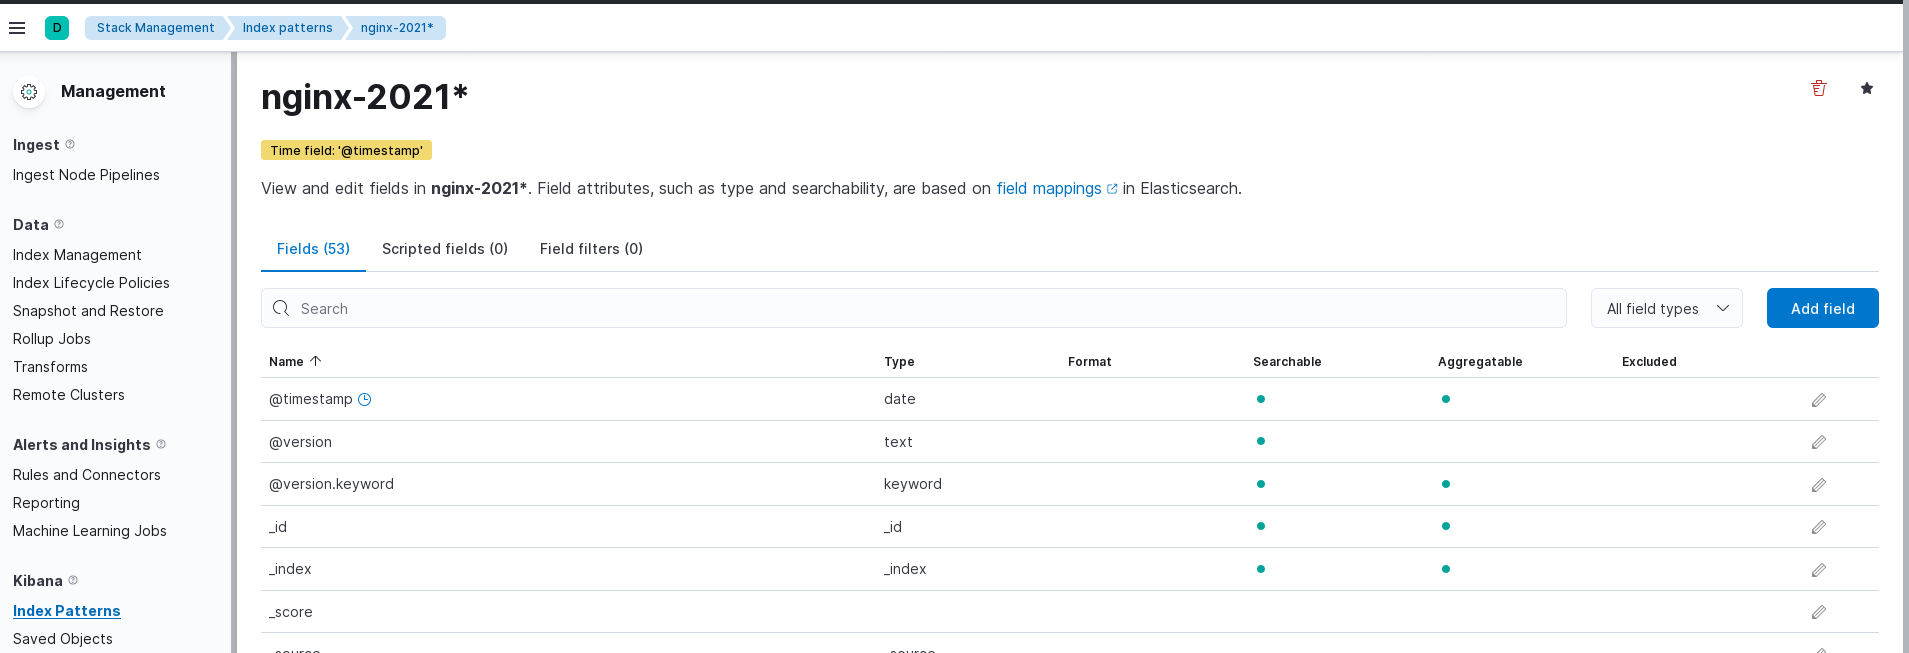 D Stack Management Index patterns nginx-2021*
Management
Ingest
Ingest Node Pipelines
Data
Index Management
Index Lifecycle Policies
Snapshot and Restore
Rollup Jobs
Transforms
Remote Clusters
Alerts and Insights
Rules and Connectors
Reporting
Machine Learning Jobs
Kibana
Index Patterns
Saved Objects
nginx-2021*
Time field: '@timestamp'
View and edit fields in nginx-2021*. Field attributes, such as type and searchability, are based on field mappings in Elasticsearch.
Fields (53) Scripted fields (0) Field filters (0)
Search All field types Add field
Name Type Format Searchable Aggregatable Excluded
@timestamp date
@version text
@version.keyword keyword
_id _id
_index _index
_score
_source _source